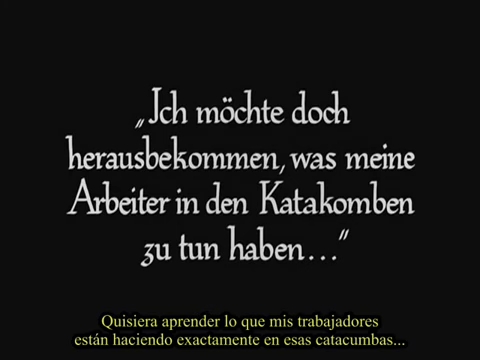 „Ich möchte doch
herausbekommen, was meine
Arbeiter in den Katakomben
zu tun haben...“
Quisiera aprender lo que mis trabajadores
están haciendo exactamente en esas catacumbas...